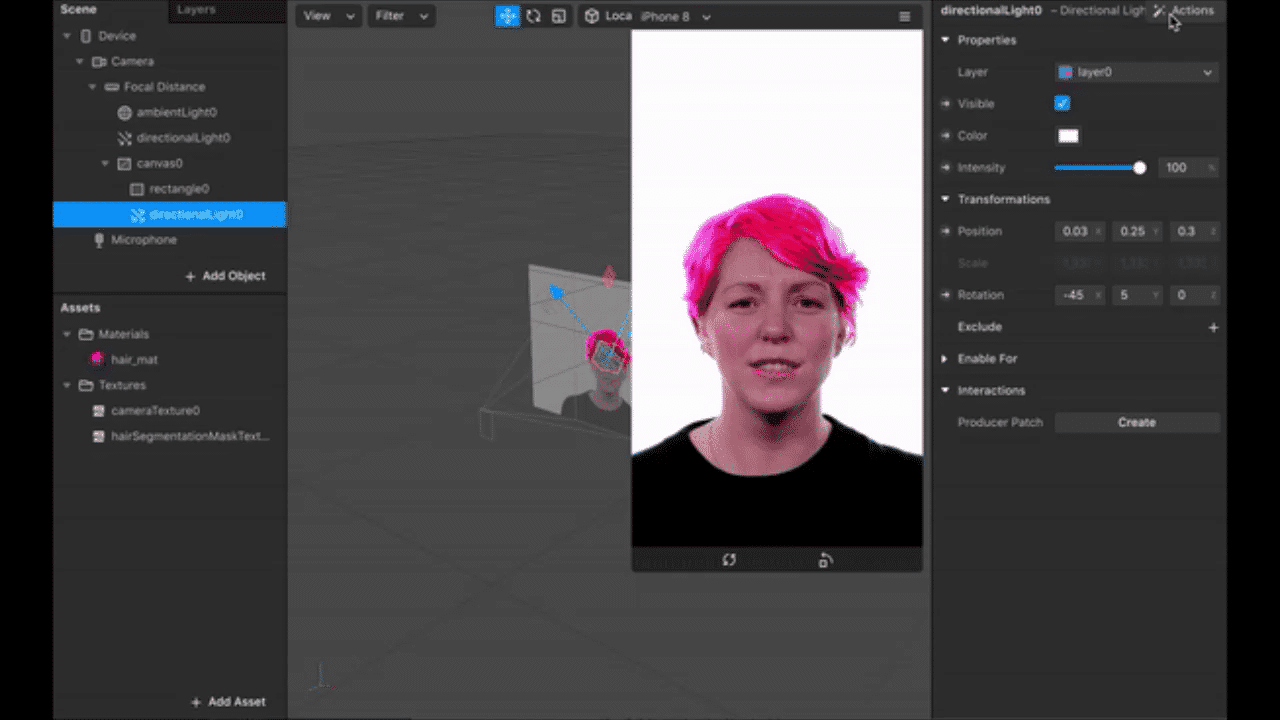 Scene
Layers
Device
Camera
Focal Distance
ambientLight0
directionalLight0
canvas0
rectangle0
directionalLight0
Microphone
+ Add Object
Assets
Materials
hair_mat
Textures
cameraTexture0
hairSegmentationMaskText...
+ Add Asset
View
Filter
Loca
iPhone 8
directionalLight0 – Directional Ligh
Actions
Properties
Layer layer0
Visible
Color
Intensity 100 %
Transformations
Position 0.03 X 0.25 Y 0.3 Z
Scale
Rotation -45 X 5 Y 0 Z
Exclude +
Enable For
Interactions
Producer Patch Create